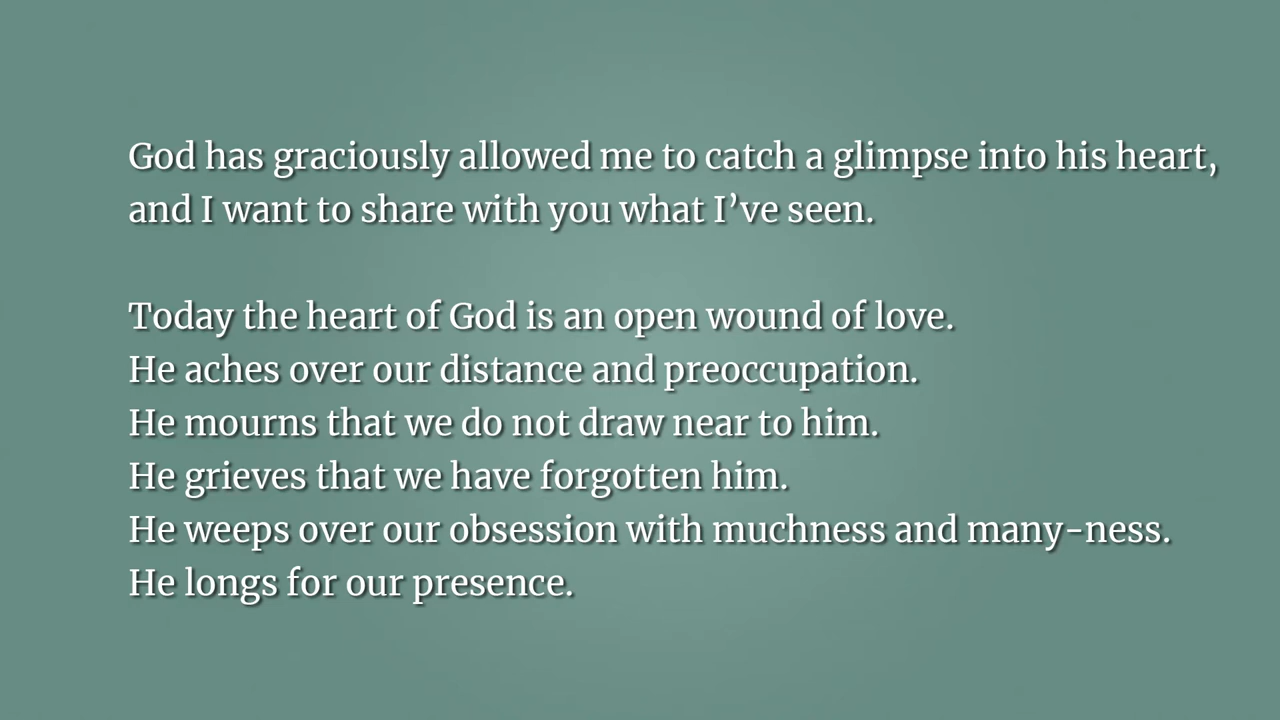 God has graciously allowed me to catch a glimpse into his heart,
and I want to share with you what I’ve seen.
Today the heart of God is an open wound of love.
He aches over our distance and preoccupation.
He mourns that we do not draw near to him.
He grieves that we have forgotten him.
He weeps over our obsession with muchness and many-ness.
He longs for our presence.